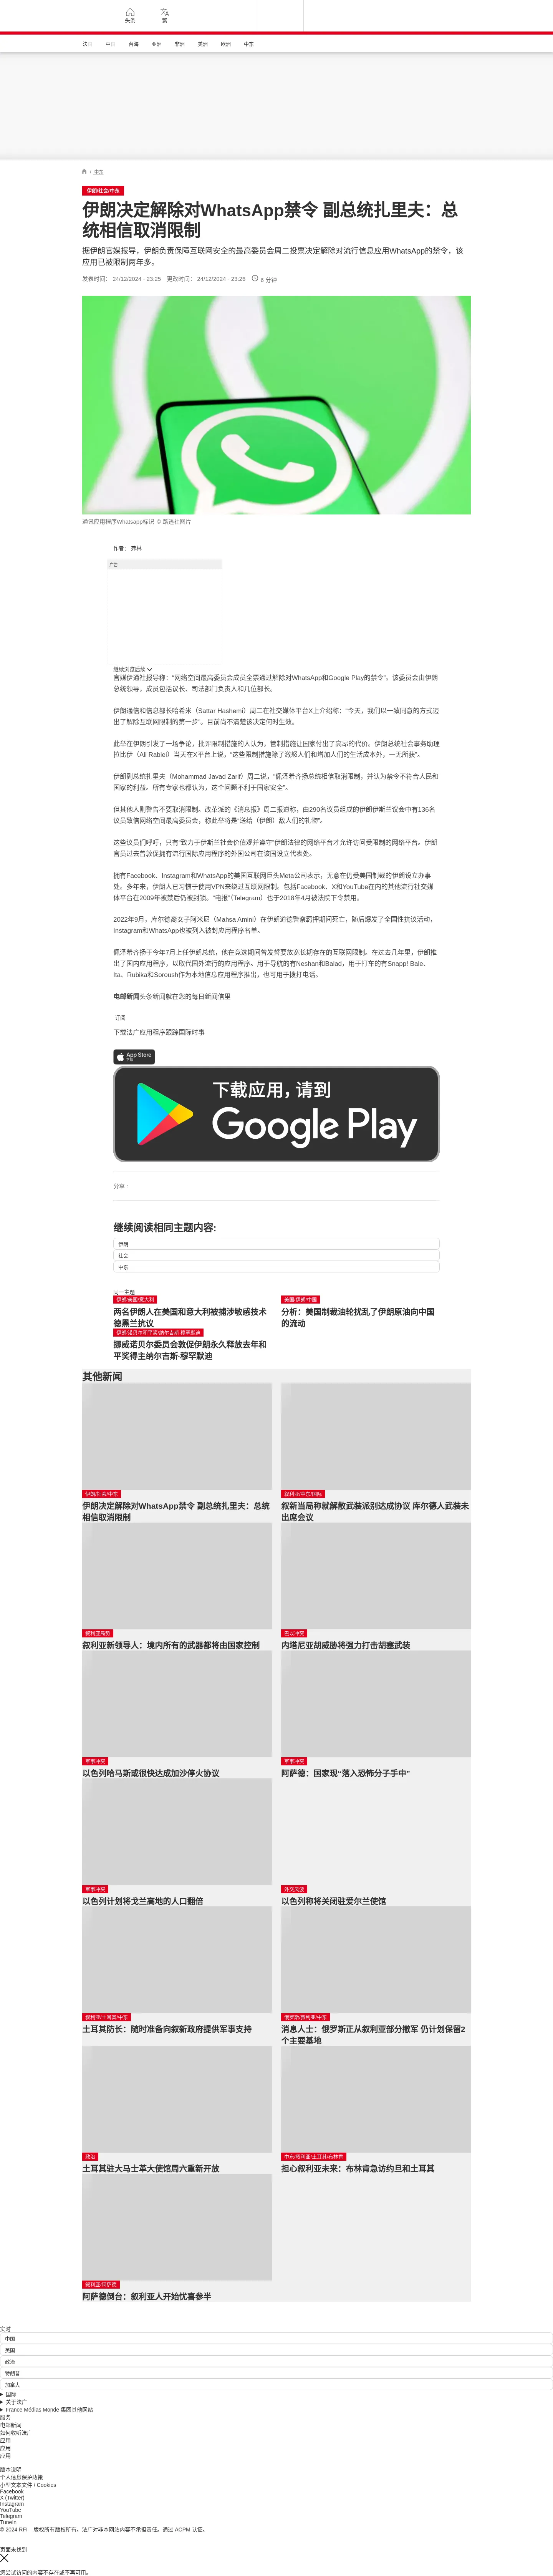 头条
繁
法国 中国 台海 亚洲 非洲 美洲 欧洲 中东
/ 中东
伊朗/社会/中东
伊朗决定解除对WhatsApp禁令 副总统扎里夫：总
统相信取消限制
据伊朗官媒报导，伊朗负责保障互联网安全的最高委员会周二投票决定解除对流行信息应用WhatsApp的禁令，该
应用已被限制两年多。
发表时间： 24/12/2024 - 23:25 更改时间： 24/12/2024 - 23:26 6 分钟
通讯应用程序Whatsapp标识 © 路透社图片
作者： 弗林
广告
继续浏览后续
官媒伊通社报导称：“网络空间最高委员会成员全票通过解除对WhatsApp和Google Play的禁令”。该委员会由伊朗
总统领导，成员包括议长、司法部门负责人和几位部长。
伊朗通信和信息部长哈希米（Sattar Hashemi）周二在社交媒体平台X上介绍称：“今天，我们以一致同意的方式迈
出了解除互联网限制的第一步”。目前尚不清楚该决定何时生效。
此举在伊朗引发了一场争论，批评限制措施的人认为，管制措施让国家付出了高昂的代价。伊朗总统社会事务助理
拉比伊（Ali Rabiei）当天在X平台上说，“这些限制措施除了激怒人们和增加人们的生活成本外，一无所获”。
伊朗副总统扎里夫（Mohammad Javad Zarif）周二说，“佩泽希齐扬总统相信取消限制，并认为禁令不符合人民和
国家的利益。所有专家也都认为，这个问题不利于国家安全”。
但其他人则警告不要取消限制。改革派的《消息报》周二报道称，由290名议员组成的伊朗伊斯兰议会中有136名
议员致信网络空间最高委员会，称此举将是“送给（伊朗）敌人们的礼物”。
这些议员们呼吁，只有“致力于伊斯兰社会价值观并遵守”伊朗法律的网络平台才允许访问受限制的网络平台。伊朗
官员过去曾敦促拥有流行国际应用程序的外国公司在该国设立代表处。
拥有Facebook、Instagram和WhatsApp的美国互联网巨头Meta公司表示，无意在仍受美国制裁的伊朗设立办事
处。多年来，伊朗人已习惯于使用VPN来绕过互联网限制。包括Facebook、X和YouTube在内的其他流行社交媒
体平台在2009年被禁后仍被封锁。“电报”（Telegram）也于2018年4月被法院下令禁用。
2022年9月，库尔德裔女子阿米尼（Mahsa Amini）在伊朗道德警察羁押期间死亡，随后爆发了全国性抗议活动，
Instagram和WhatsApp也被列入被封应用程序名单。
佩泽希齐扬于今年7月上任伊朗总统，他在竞选期间曾发誓要放宽长期存在的互联网限制。在过去几年里，伊朗推
出了国内应用程序，以取代国外流行的应用程序。用于导航的有Neshan和Balad，用于打车的有Snapp! Bale、
Ita、Rubika和Soroush作为本地信息应用程序推出，也可用于拨打电话。
电邮新闻头条新闻就在您的每日新闻信里
订阅
下载法广应用程序跟踪国际时事
App Store
下载
下载应用，请到
Google Play
分享 :
继续阅读相同主题内容:
伊朗
社会
中东
同一主题
伊朗/美国/意大利
两名伊朗人在美国和意大利被捕涉敏感技术
德黑兰抗议
美国/伊朗/中国
分析：美国制裁油轮扰乱了伊朗原油向中国
的流动
伊朗/诺贝尔和平奖/纳尔吉斯·穆罕默迪
挪威诺贝尔委员会敦促伊朗永久释放去年和
平奖得主纳尔吉斯·穆罕默迪
其他新闻
伊朗/社会/中东
伊朗决定解除对WhatsApp禁令 副总统扎里夫：总统
相信取消限制
叙利亚/中东/国际
叙新当局称就解散武装派别达成协议 库尔德人武装未
出席会议
叙利亚局势
叙利亚新领导人：境内所有的武器都将由国家控制
巴以冲突
内塔尼亚胡威胁将强力打击胡塞武装
军事冲突
以色列哈马斯或很快达成加沙停火协议
军事冲突
阿萨德：国家现“落入恐怖分子手中”
军事冲突
以色列计划将戈兰高地的人口翻倍
外交风波
以色列称将关闭驻爱尔兰使馆
叙利亚/土耳其/中东
土耳其防长：随时准备向叙新政府提供军事支持
俄罗斯/叙利亚/中东
消息人士：俄罗斯正从叙利亚部分撤军 仍计划保留2
个主要基地
政治
土耳其驻大马士革大使馆周六重新开放
中东/叙利亚/土耳其/布林肯
担心叙利亚未来：布林肯急访约旦和土耳其
叙利亚/阿萨德
阿萨德倒台：叙利亚人开始忧喜参半
实时
中国
美国
政治
特朗普
加拿大
国际
关于法广
France Médias Monde 集团其他网站
服务
电邮新闻
如何收听法广
应用
应用
应用
版本说明
个人信息保护政策
小型文本文件 / Cookies
Facebook
X (Twitter)
Instagram
YouTube
Telegram
TuneIn
© 2024 RFI – 版权所有版权所有。法广对非本网站内容不承担责任。通过 ACPM 认证。
页面未找到
您尝试访问的内容不存在或不再可用。